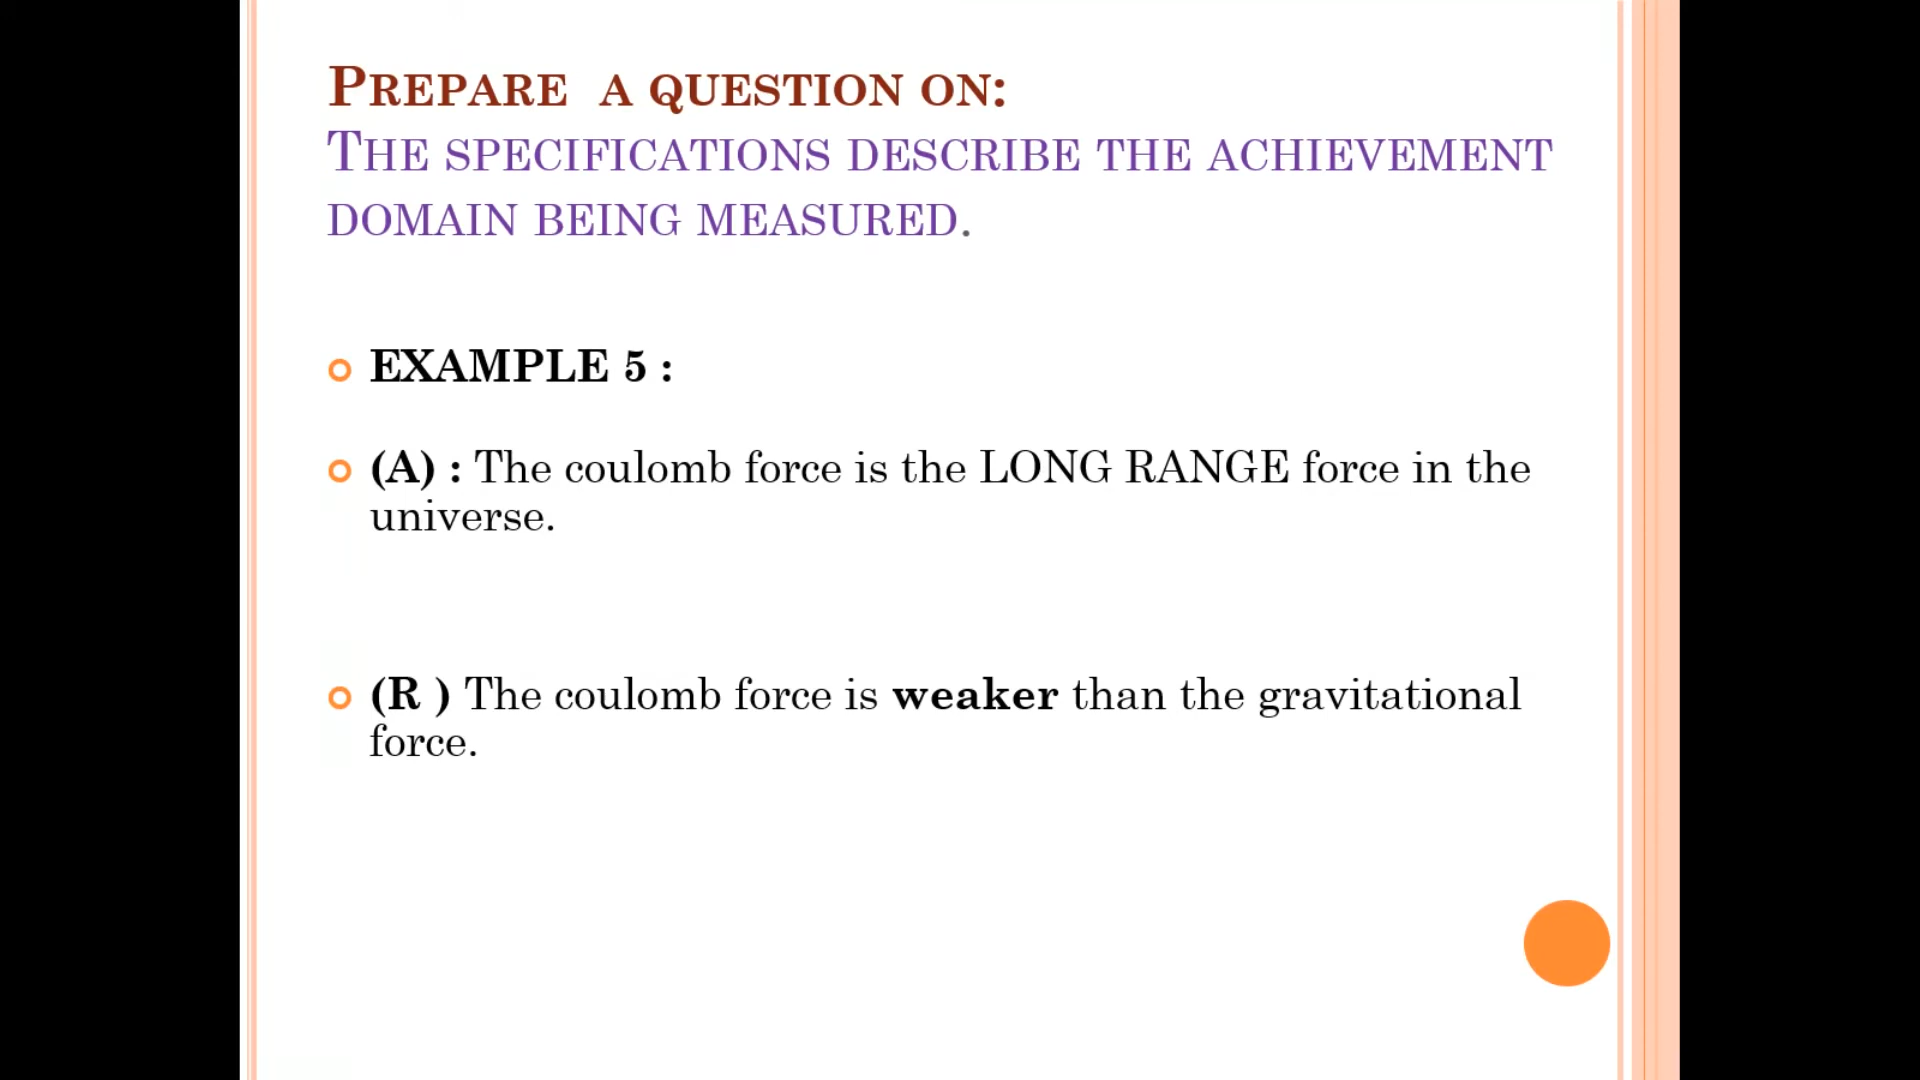 PREPARE A QUESTION ON:
THE SPECIFICATIONS DESCRIBE THE ACHIEVEMENT
DOMAIN BEING MEASURED.
EXAMPLE 5 :
(A) : The coulomb force is the LONG RANGE force in the
universe.
(R ) The coulomb force is weaker than the gravitational
force.